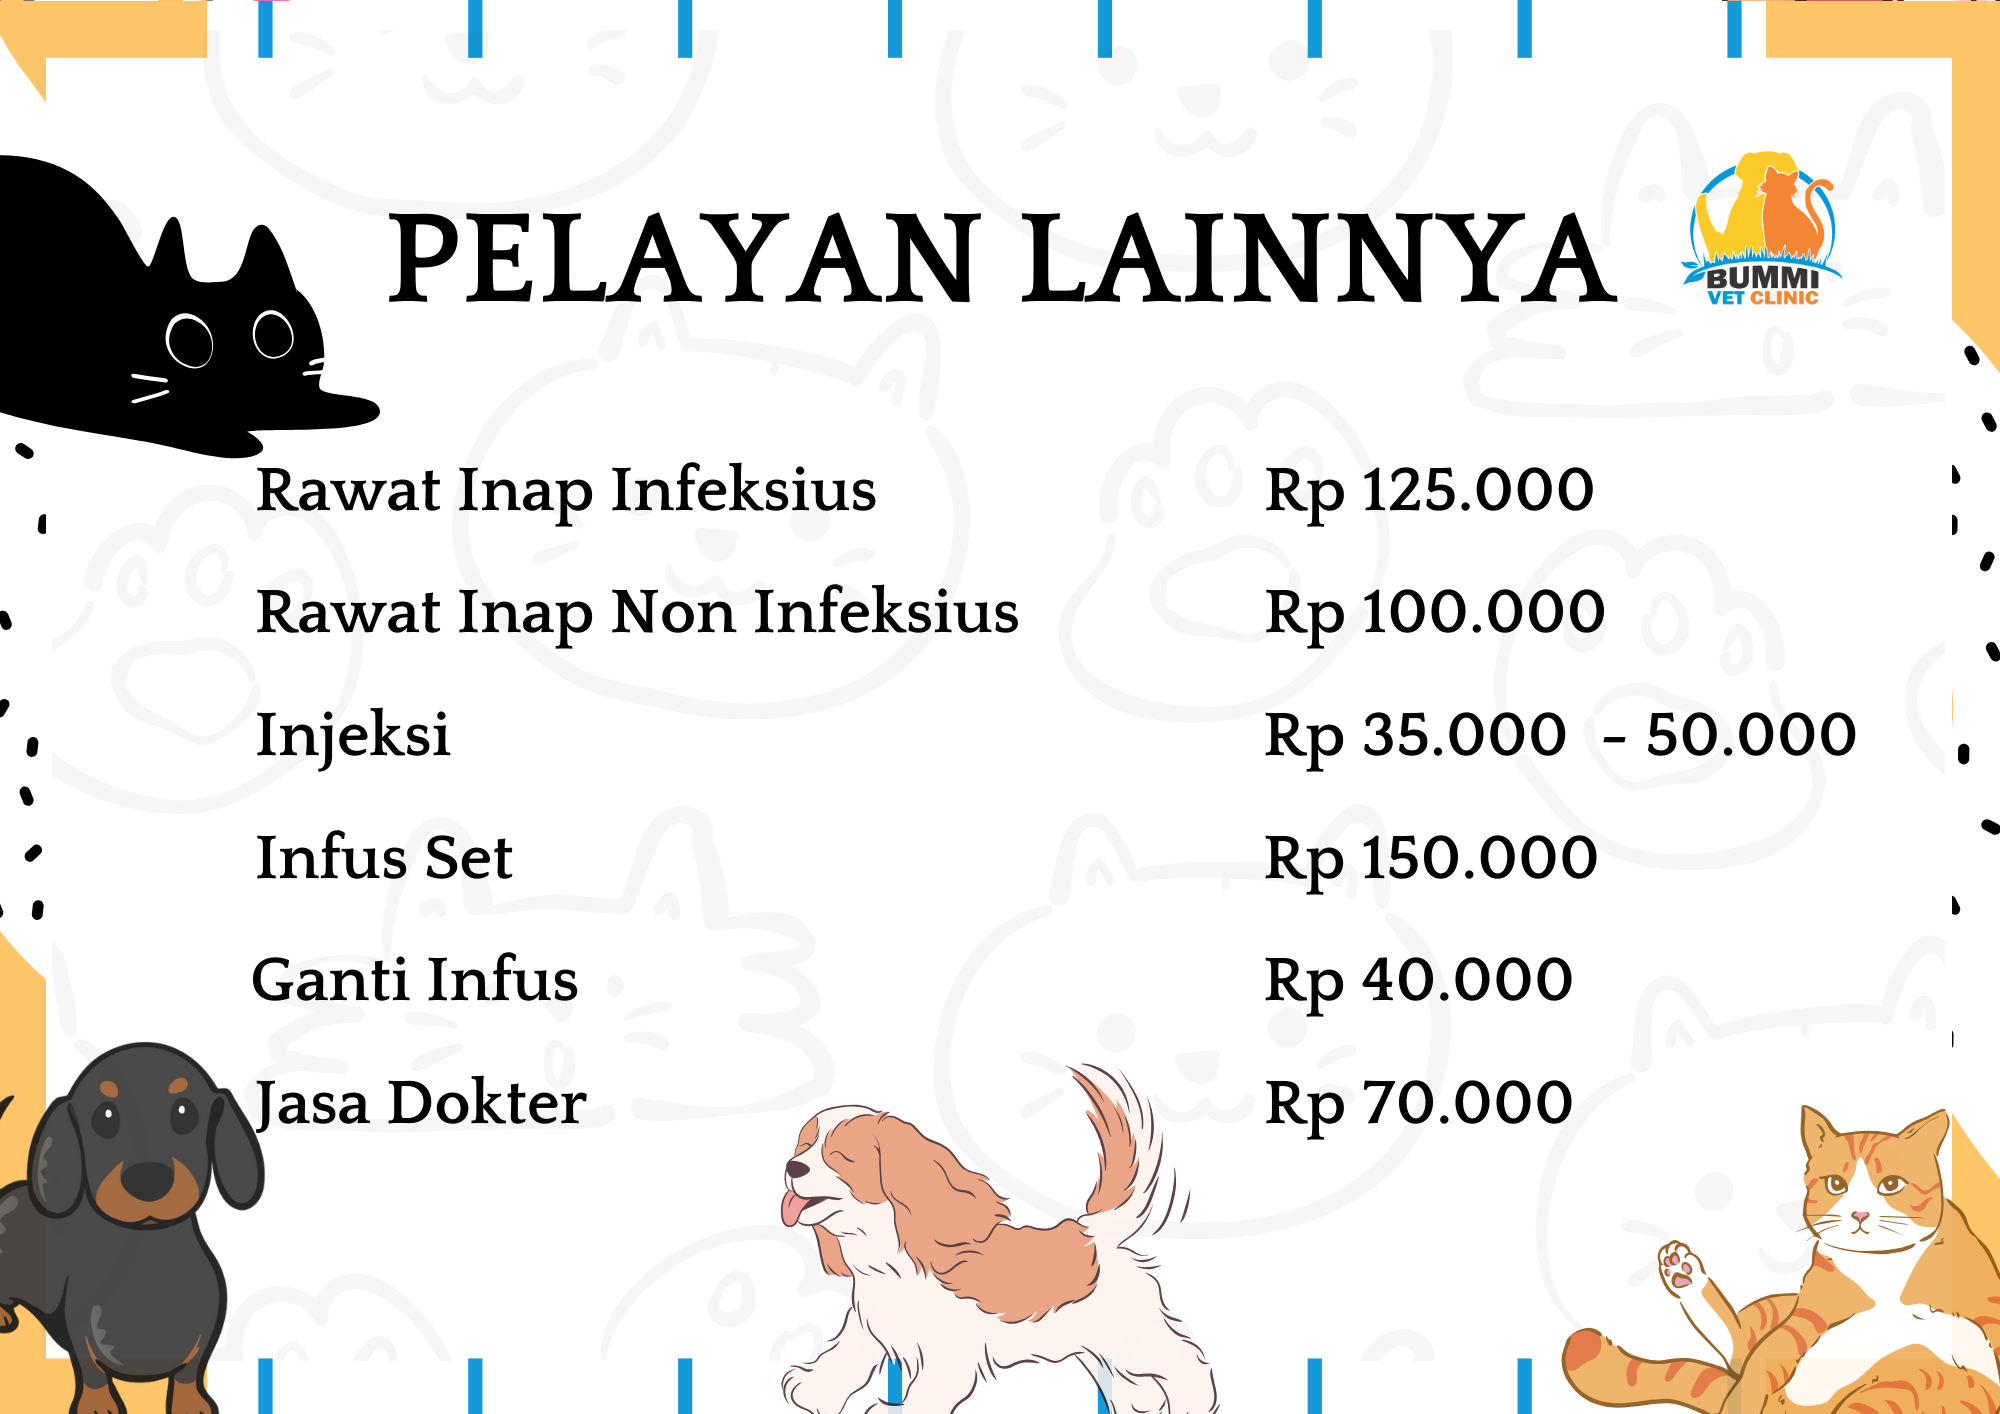 PELAYAN LAINNYA
BUMMI
VET CLINIC
Rawat Inap Infeksius Rp 125.000
Rawat Inap Non Infeksius Rp 100.000
Injeksi Rp 35.000 - 50.000
Infus Set Rp 150.000
Ganti Infus Rp 40.000
Jasa Dokter Rp 70.000